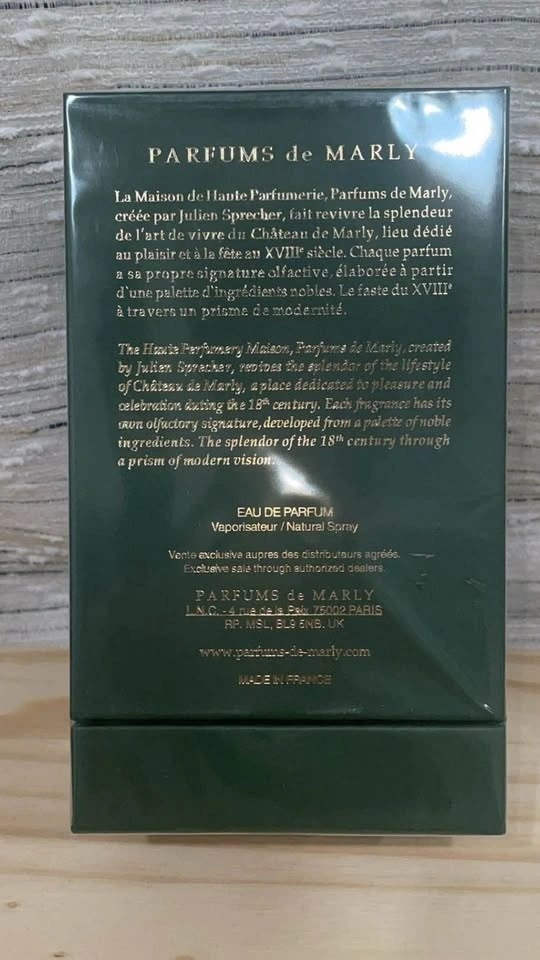 PARFUMS de MARLY
La Maison de Haute Parfumerie, Parfums de Marly,
créée par Julien Sprecher, fait revivre la splendeur
de l'art de vivre du Château de Marly, lieu dédié
au plaisir et à la fête au XVIIIᵉ siècle. Chaque parfum
a sa propre signature olfactive, élaborée à partir
d'une palette d'ingrédients nobles. Le faste du XVIIIᵉ
à travers un prisme de modernité.
The Haute Perfumery Maison, Parfums de Marly, created
by Julien Sprecher, revives the splendor of the lifestyle
of Château de Marly, a place dedicated to pleasure and
celebration during the 18th century. Each fragrance has its
own olfactory signature, developed from a palette of noble
ingredients. The splendor of the 18th century through
a prism of modern vision.
EAU DE PARFUM
Vaporisateur / Natural Spray
Vente exclusive aupres des distributeurs agréés.
Exclusive sale through authorized dealers.
PARFUMS de MARLY
I.N.C. - 4 rue de la Paix 75002 PARIS
RP. MSL, BL9 5NB, UK
www.parfums-de-marly.com
MADE IN FRANCE